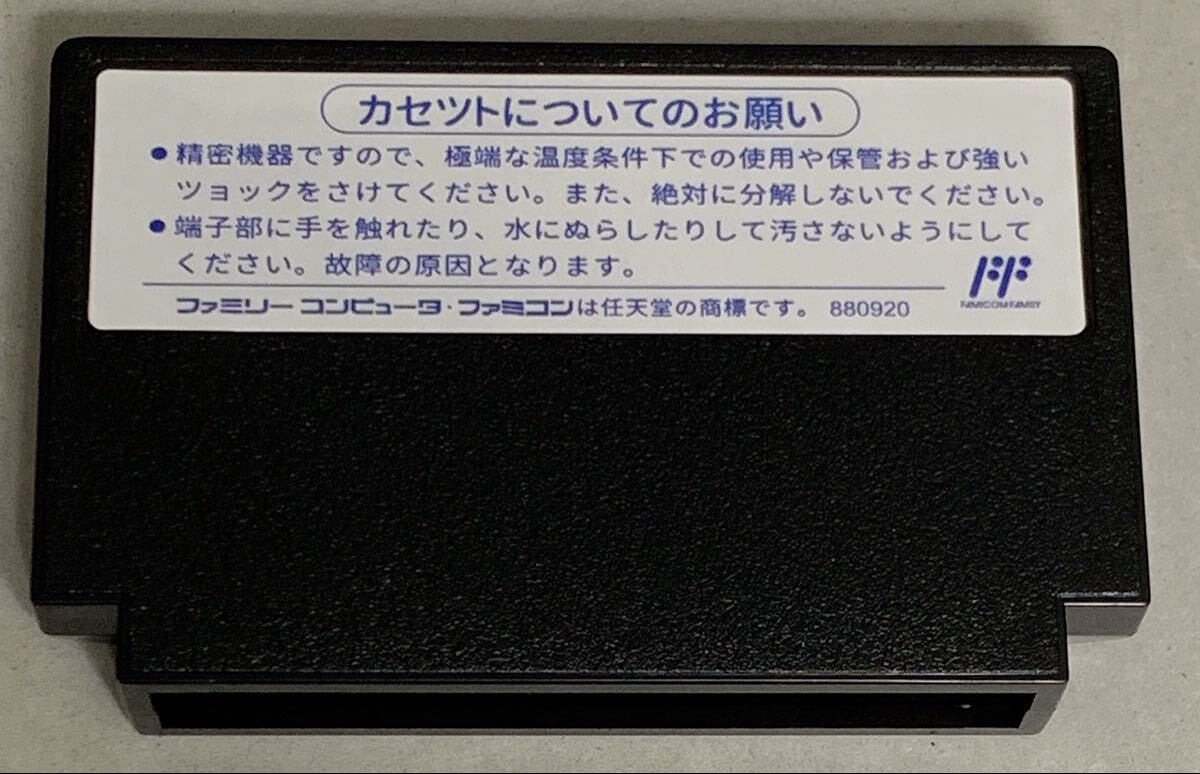 カセツトについてのお願い
●精密機器ですので、極端な温度条件下での使用や保管および強い
ツョックをさけてください。また、絶対に分解しないでください。
●端子部に手を触れたり、水にぬらしたりして汚さないようにして
ください。故障の原因となります。
FAMICOM FAMSY
ファミリーコンピュータ・ファミコンは任天堂の商標です。 880920